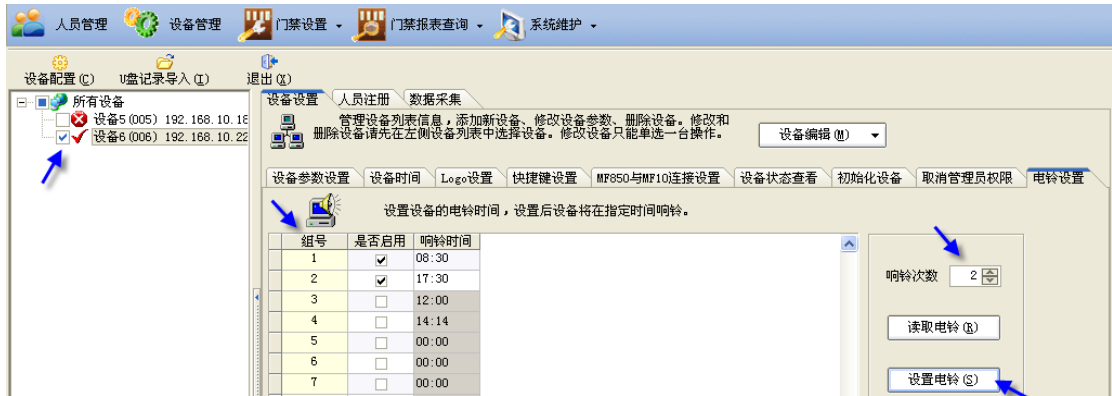 人员管理 设备管理 门禁设置 门禁报表查询 系统维护
设备配置(C) U盘记录导入(I) 退出(X)
所有设备
设备5(005) 192.168.10.18
设备6(006) 192.168.10.22
设备设置 人员注册 数据采集
管理设备列表信息，添加新设备、修改设备参数、删除设备。修改和
删除设备请先在左侧设备列表中选择设备。修改设备只能单选一台操作。
设备编辑(M)
设备参数设置 设备时间 Logo设置 快捷键设置 MF850与MF10连接设置 设备状态查看 初始化设备 取消管理员权限 电铃设置
设置设备的电铃时间，设置后设备将在指定时间响铃。
组号 是否启用 响铃时间
1 08:30
2 17:30
3 12:00
4 14:14
5 00:00
6 00:00
7 00:00
响铃次数 2
读取电铃(R)
设置电铃(S)